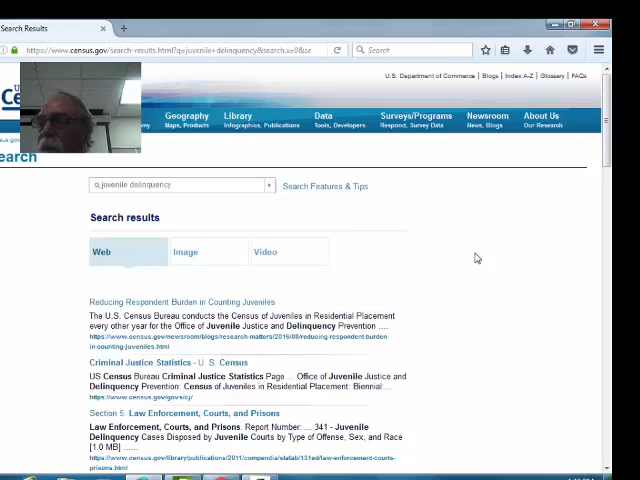 Search Results
https://www.census.gov/search-results.html?q=juvenile+delinquency&search.x=0&se
Search
U.S. Department of Commerce | Blogs | Index A-Z | Glossary | FAQs
Geography
Maps, Products
Library
Infographics, Publications
Data
Tools, Developers
Surveys/Programs
Respond, Survey Data
Newsroom
News, Blogs
About Us
Our Research
earch
juvenile delinquency
Search Features & Tips
Search results
Web
Image
Video
Reducing Respondent Burden in Counting Juveniles
The U.S. Census Bureau conducts the Census of Juveniles in Residential Placement
every other year for the Office of Juvenile Justice and Delinquency Prevention ....
https://www.census.gov/newsroom/blogs/research-matters/2016/08/reducing-respondent-burden-
in-counting-juveniles.html
Criminal Justice Statistics - U. S. Census
US Census Bureau Criminal Justice Statistics Page ... Office of Juvenile Justice and
Delinquency Prevention: Census of Juveniles in Residential Placement: Biennial:...
https://www.census.gov/govs/cj/
Section 5. Law Enforcement, Courts, and Prisons
Law Enforcement, Courts, and Prisons. Report Number: ... 341 - Juvenile
Delinquency Cases Disposed by Juvenile Courts by Type of Offense, Sex, and Race
[1.0 MB] ......
https://www.census.gov/library/publications/2011/compendia/statab/131ed/law-enforcement-courts-
prisons.html